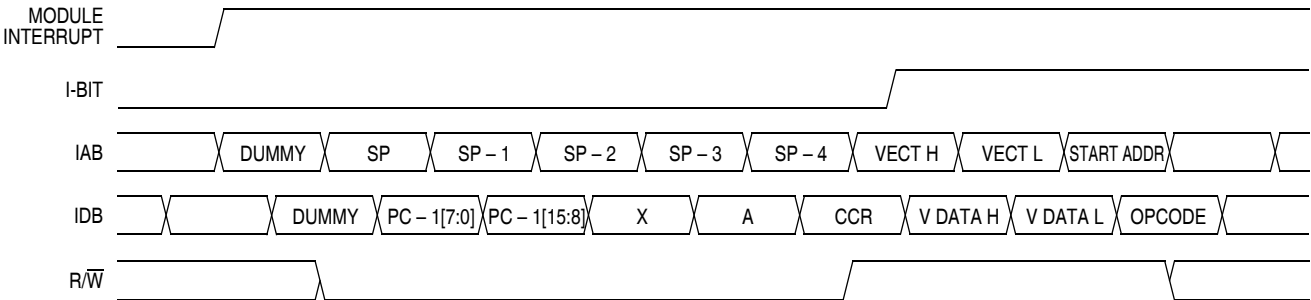 MODULE
INTERRUPT
I-BIT
IAB DUMMY SP SP – 1 SP – 2 SP – 3 SP – 4 VECT H VECT L START ADDR
IDB DUMMY PC – 1[7:0] PC – 1[15:8] X A CCR V DATA H V DATA L OPCODE
R/W̅